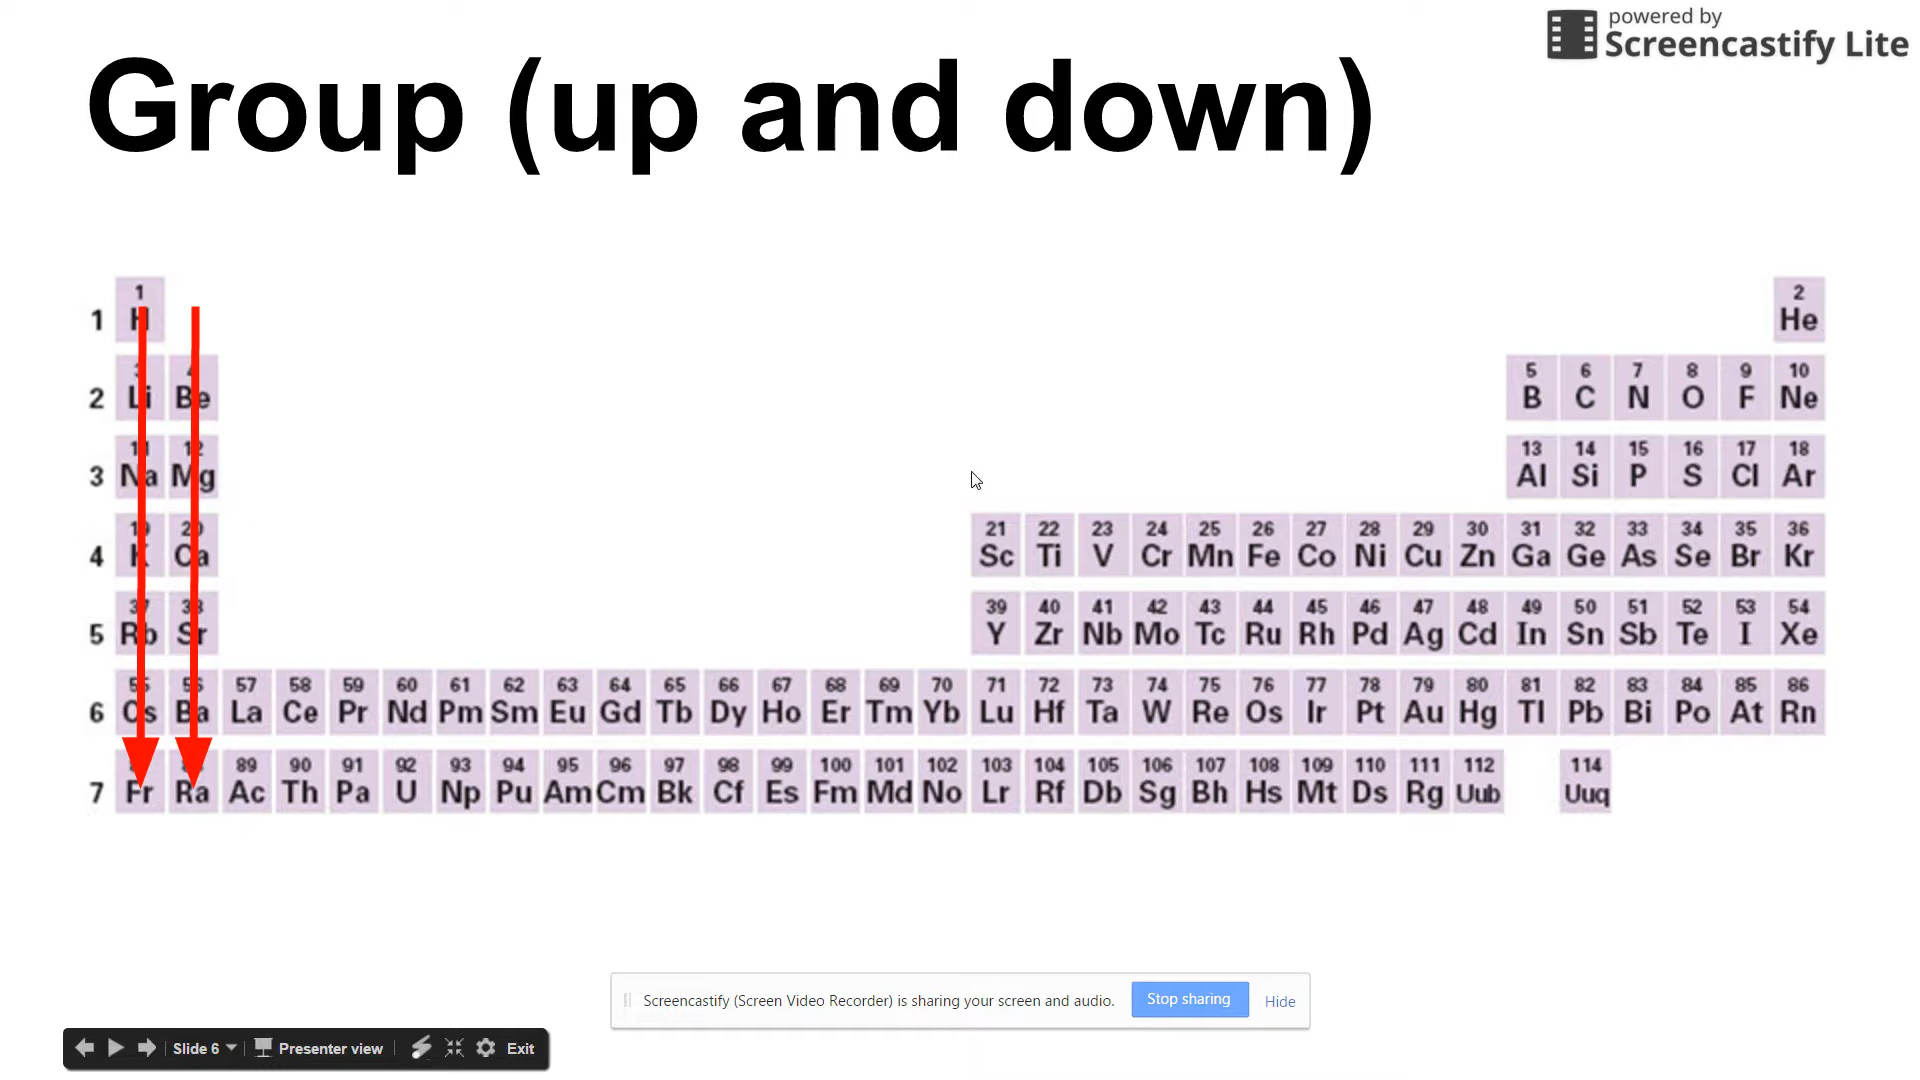 powered by
Screencastify Lite
Group (up and down)
1 2
1 H He
5 6 7 8 9 10
2 Li Be B C N O F Ne
11 12 13 14 15 16 17 18
3 Na Mg Al Si P S Cl Ar
19 20 21 22 23 24 25 26 27 28 29 30 31 32 33 34 35 36
4 K Ca Sc Ti V Cr Mn Fe Co Ni Cu Zn Ga Ge As Se Br Kr
37 38 39 40 41 42 43 44 45 46 47 48 49 50 51 52 53 54
5 Rb Sr Y Zr Nb Mo Tc Ru Rh Pd Ag Cd In Sn Sb Te I Xe
55 56 57 58 59 60 61 62 63 64 65 66 67 68 69 70 71 72 73 74 75 76 77 78 79 80 81 82 83 84 85 86
6 Cs Ba La Ce Pr Nd Pm Sm Eu Gd Tb Dy Ho Er Tm Yb Lu Hf Ta W Re Os Ir Pt Au Hg Tl Pb Bi Po At Rn
89 90 91 92 93 94 95 96 97 98 99 100 101 102 103 104 105 106 107 108 109 110 111 112 114
7 Fr Ra Ac Th Pa U Np Pu Am Cm Bk Cf Es Fm Md No Lr Rf Db Sg Bh Hs Mt Ds Rg Uub Uuq
Screencastify (Screen Video Recorder) is sharing your screen and audio. Stop sharing Hide
Slide 6 Presenter view Exit